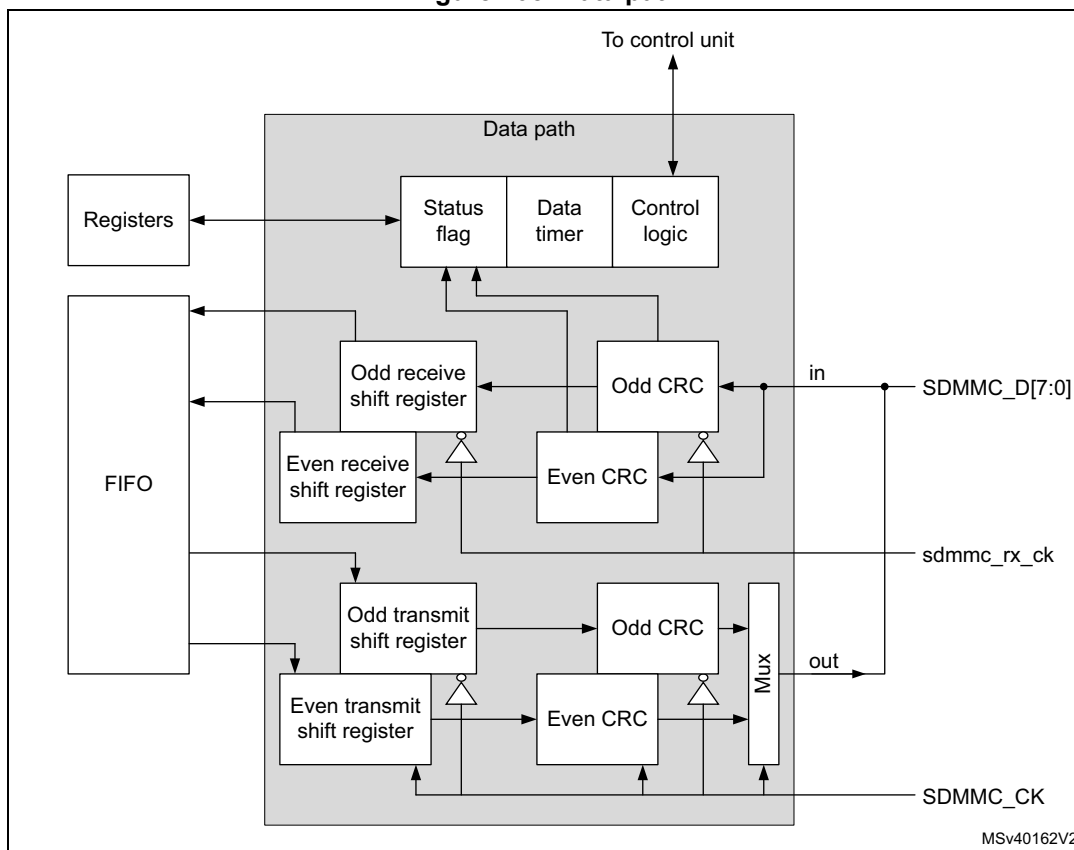 To control unit
Data path
Registers
Status
flag
Data
timer
Control
logic
FIFO
Odd receive
shift register
Odd CRC
in
SDMMC_D[7:0]
Even receive
shift register
Even CRC
sdmmc_rx_ck
Odd transmit
shift register
Odd CRC
Mux
out
Even transmit
shift register
Even CRC
SDMMC_CK
MSv40162V2